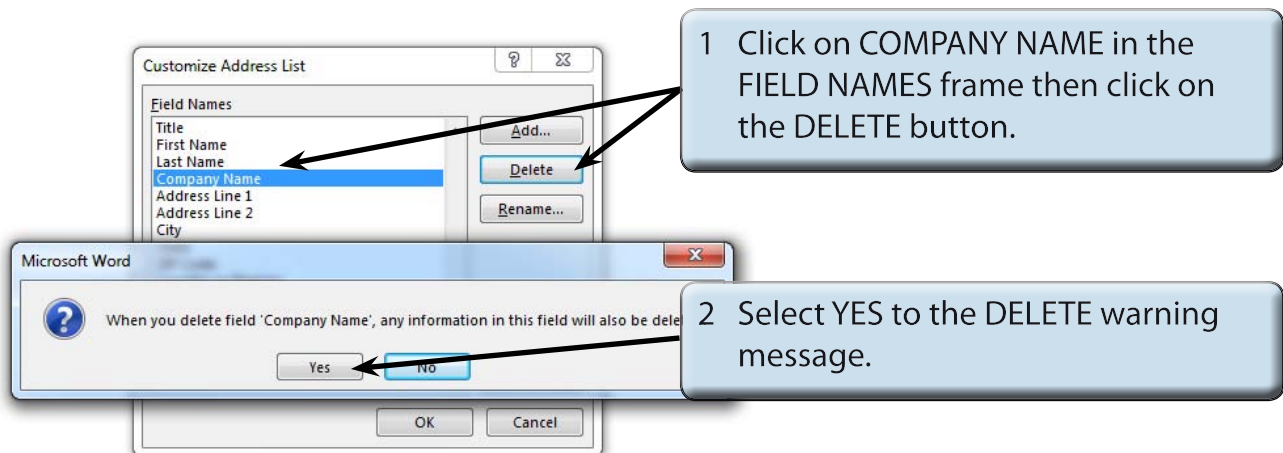 1 Click on COMPANY NAME in the
FIELD NAMES frame then click on
the DELETE button.
Customize Address List
Field Names
Title
First Name
Last Name
Company Name
Address Line 1
Address Line 2
City
Add...
Delete
Rename...
Microsoft Word
When you delete field 'Company Name', any information in this field will also be
Yes
No
2 Select YES to the DELETE warning
message.
OK
Cancel